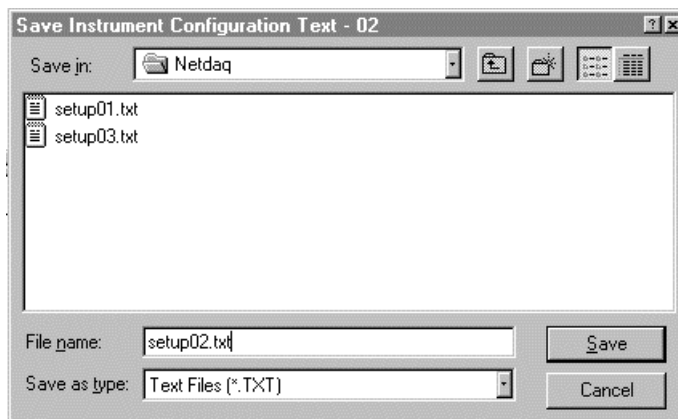 Save Instrument Configuration Text - 02
Save in: Netdaq
setup01.txt
setup03.txt
File name: setup02.txt
Save
Save as type: Text Files (*.TXT)
Cancel